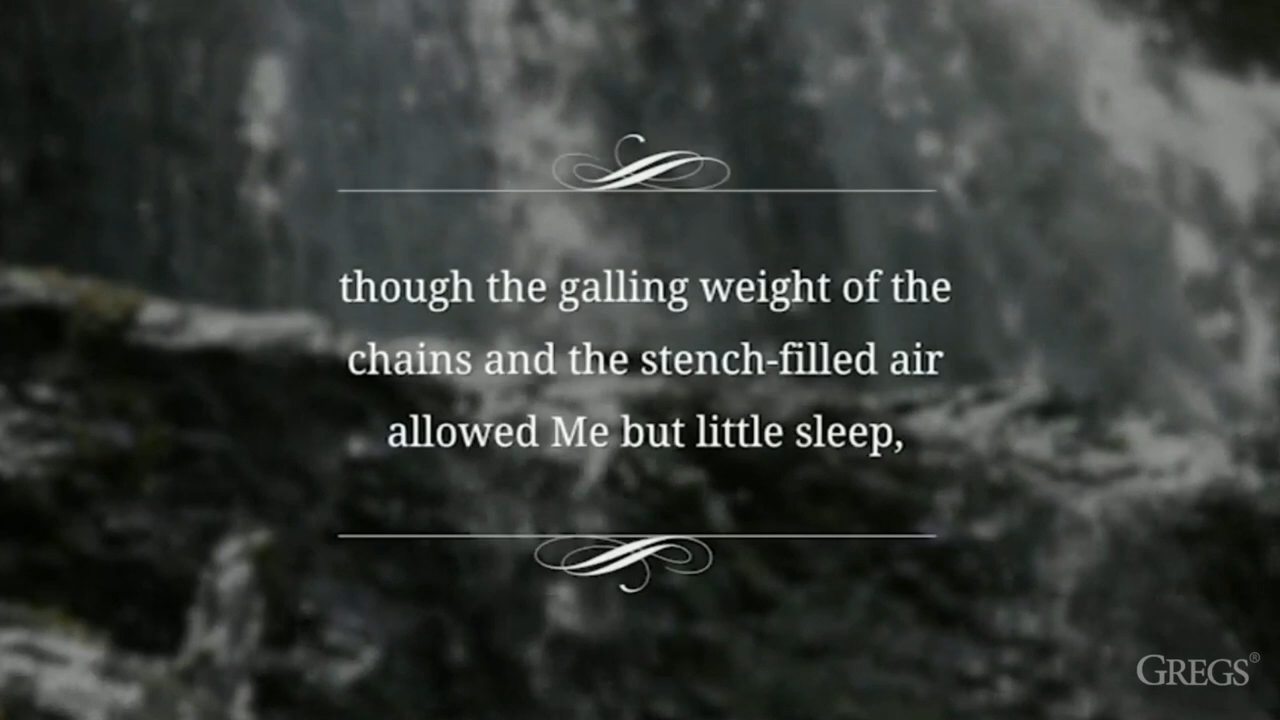 though the galling weight of the
chains and the stench-filled air
allowed Me but little sleep,
GREGS®